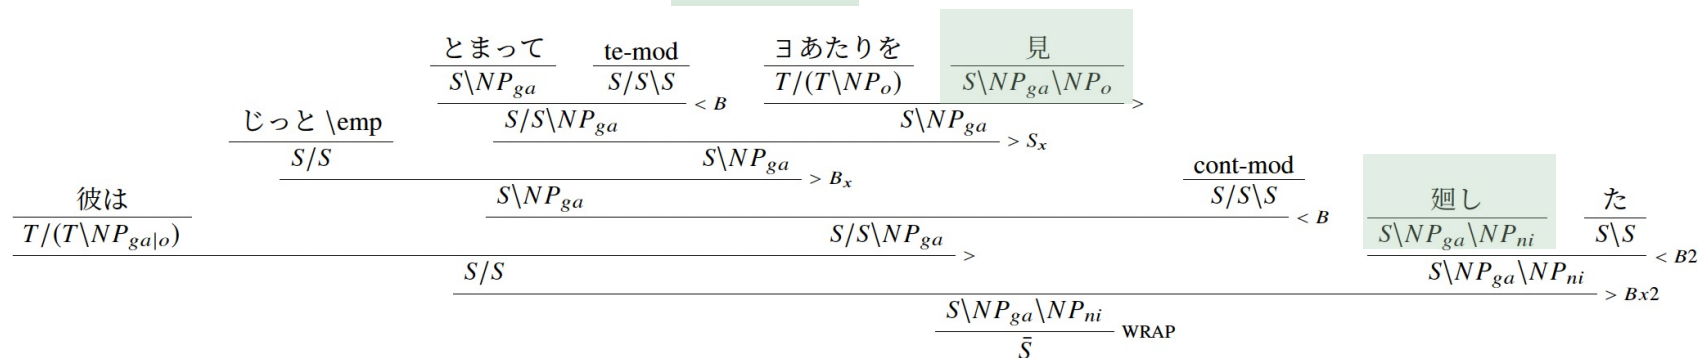 とまって te-mod ∃あたりを 見
S\NP_ga S/S\S T/(T\NP_o) S\NP_ga\NP_o
< B >
じっと \emp S/S\NP_ga S\NP_ga
> S_x
S/S S\NP_ga cont-mod
> B_x
彼は S\NP_ga S/S\S 廻し た
< B
T/(T\NP_ga|o) S/S\NP_ga S\NP_ga\NP_ni S\S
> < B2
S/S S\NP_ga\NP_ni
> Bx2
S\NP_ga\NP_ni
WRAP
S̄